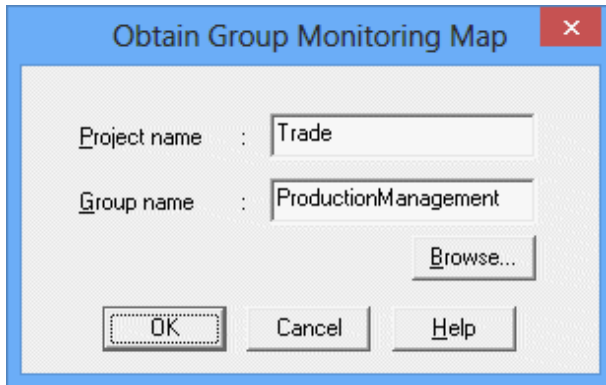 Obtain Group Monitoring Map
Project name : Trade
Group name : ProductionManagement
Browse...
OK Cancel Help